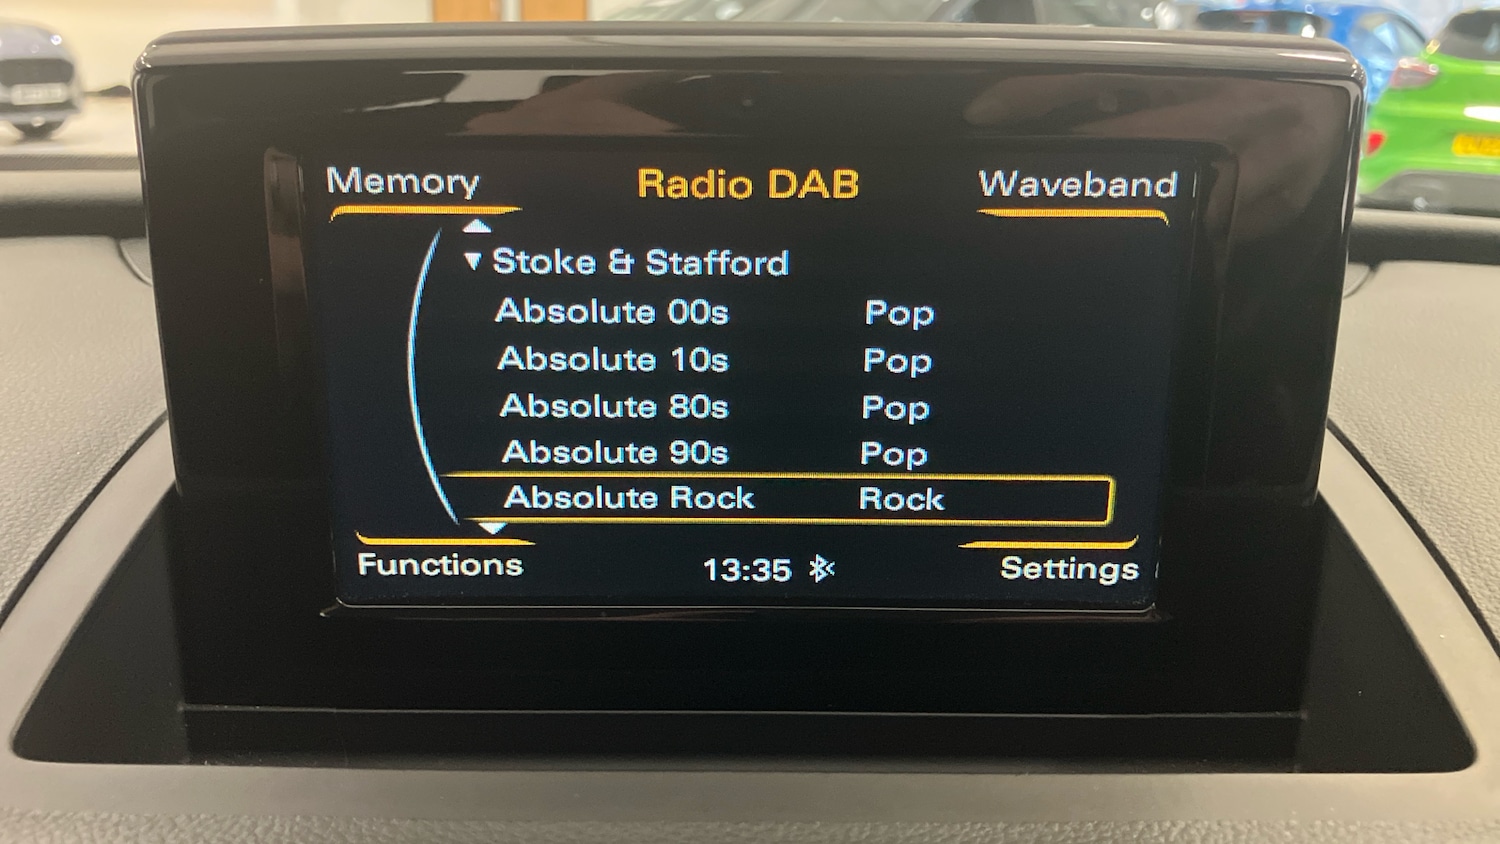 Memory Radio DAB Waveband
Stoke & Stafford
Absolute 00s Pop
Absolute 10s Pop
Absolute 80s Pop
Absolute 90s Pop
Absolute Rock Rock
Functions 13:35 Settings